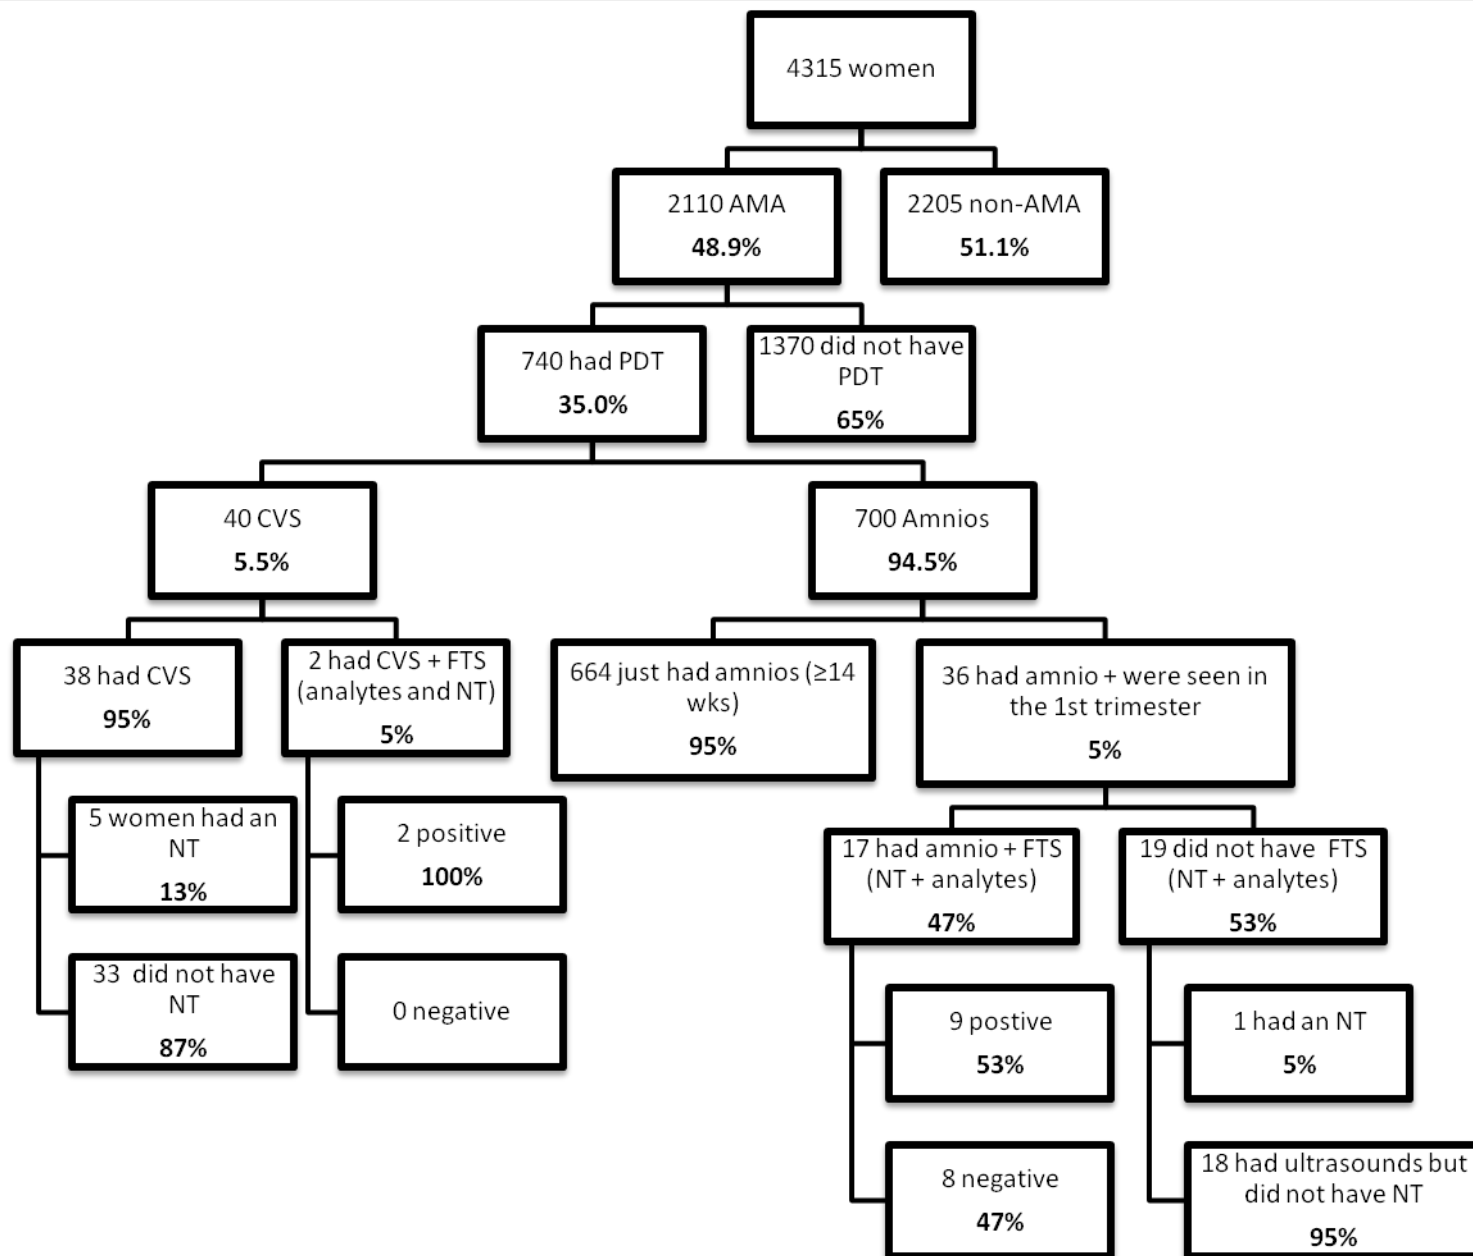 4315 women
2110 AMA
48.9%
2205 non-AMA
51.1%
740 had PDT
35.0%
1370 did not have
PDT
65%
40 CVS
5.5%
700 Amnios
94.5%
38 had CVS
95%
2 had CVS + FTS
(analytes and NT)
5%
664 just had amnios (≥14
wks)
95%
36 had amnio + were seen in
the 1st trimester
5%
5 women had an
NT
13%
2 positive
100%
17 had amnio + FTS
(NT + analytes)
47%
19 did not have FTS
(NT + analytes)
53%
33 did not have
NT
87%
0 negative
9 postive
53%
1 had an NT
5%
8 negative
47%
18 had ultrasounds but
did not have NT
95%